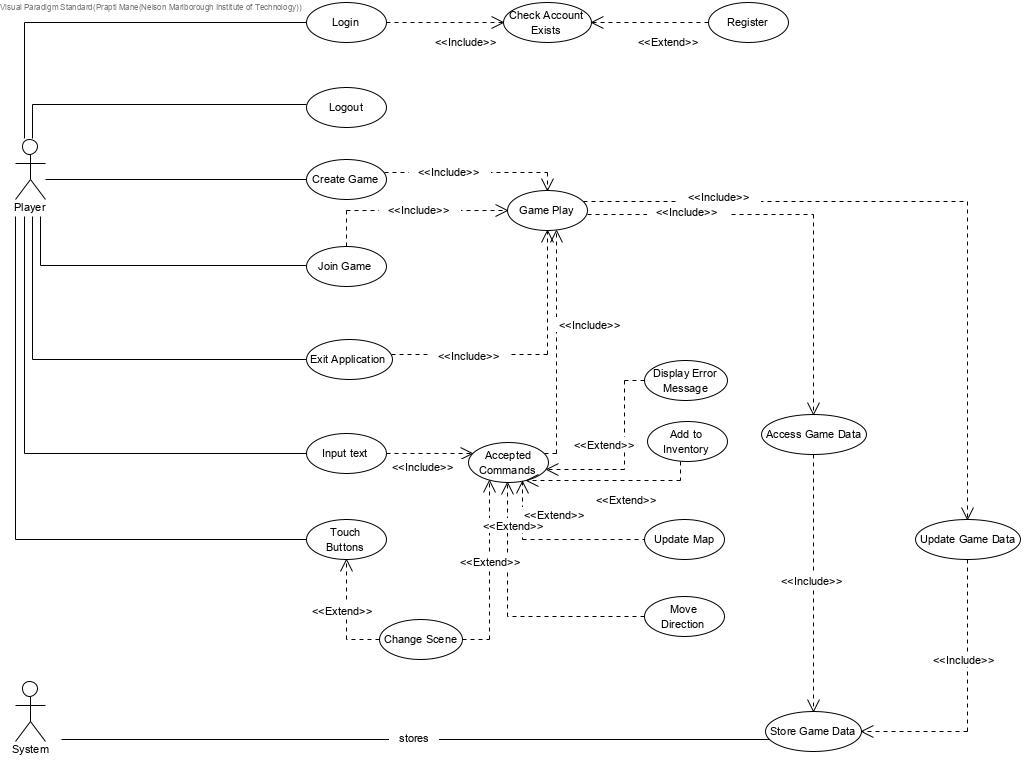 Visual Paradigm Standard(Prapti Mane(Nelson Marlborough Institute of Technology))
Login
<<Include>>
Check Account
Exists
<<Extend>>
Register
Logout
Player
Create Game
<<Include>>
Game Play
<<Include>>
<<Include>>
<<Include>>
Join Game
<<Include>>
Exit Application
<<Include>>
Display Error
Message
<<Extend>>
Add to
Inventory
Access Game Data
Input text
<<Include>>
Accepted
Commands
<<Extend>>
<<Extend>>
<<Extend>>
Touch
Buttons
Update Map
Update Game Data
<<Extend>>
<<Include>>
<<Extend>>
Move
Direction
Change Scene
<<Include>>
System
stores
Store Game Data